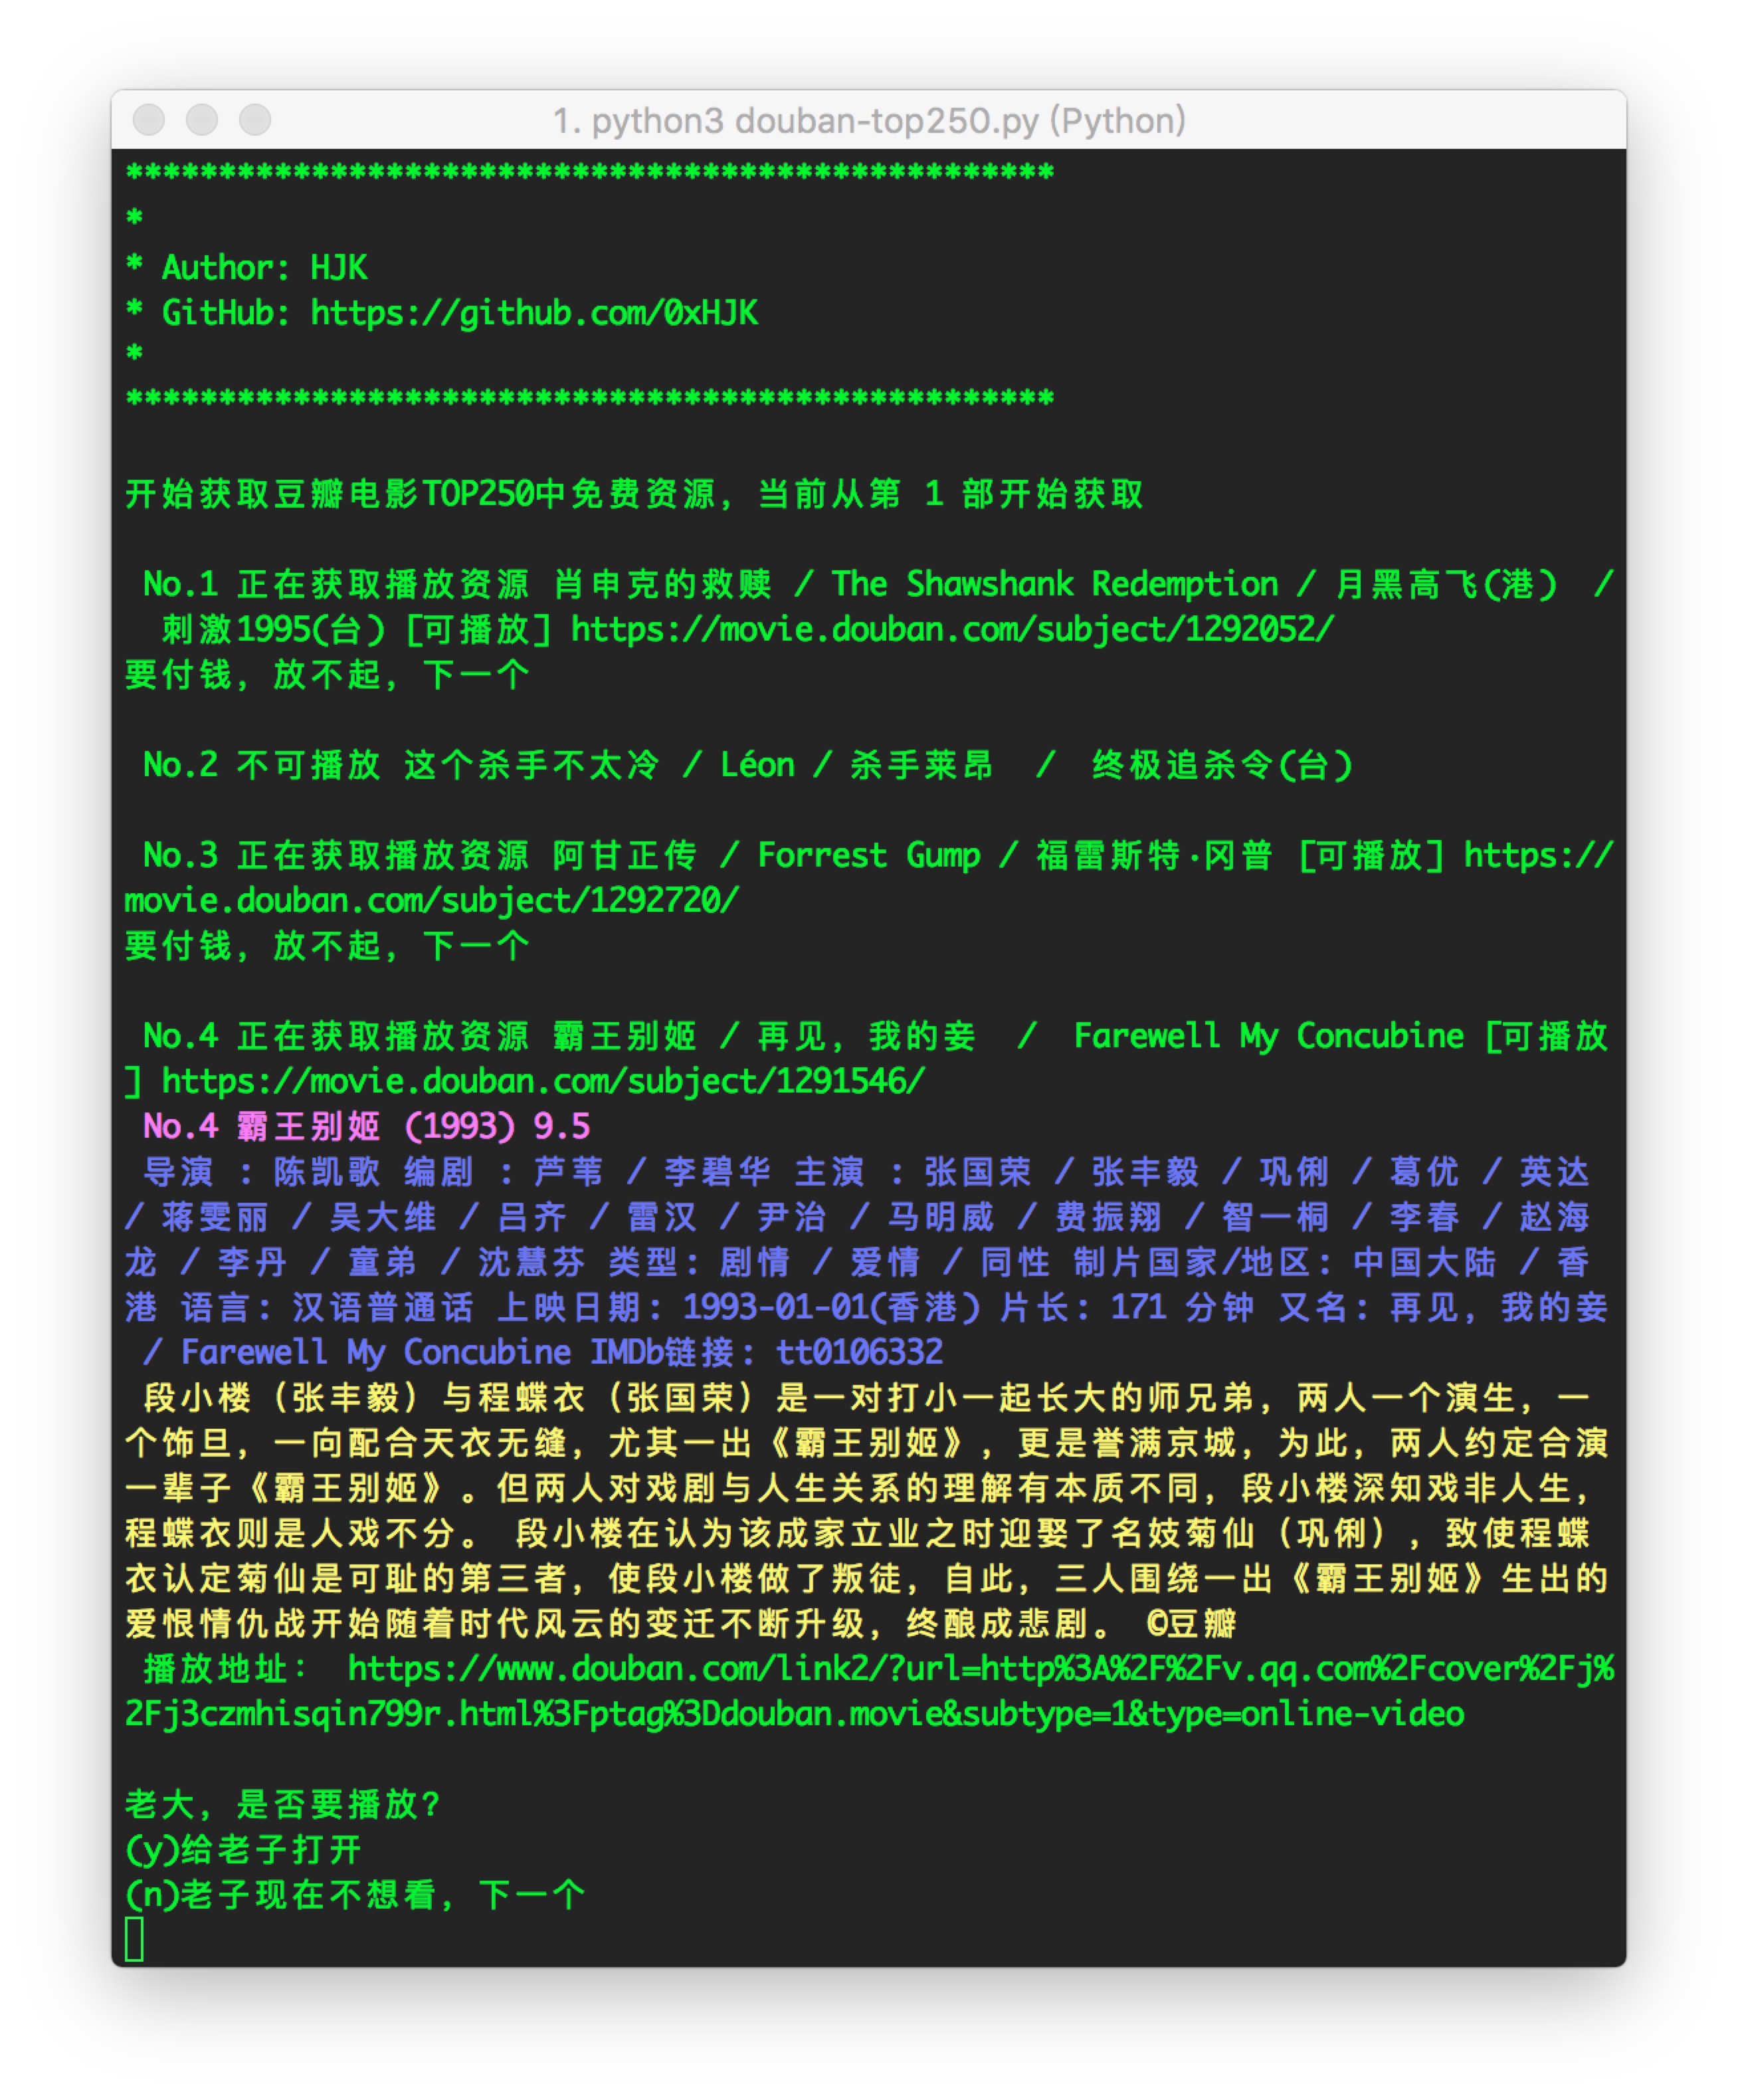 1. python3 douban-top250.py (Python)
**************************************************
*
* Author: HJK
* GitHub: https://github.com/0xHJK
*
**************************************************
开始获取豆瓣电影TOP250中免费资源，当前从第 1 部开始获取
No.1 正在获取播放资源 肖申克的救赎 / The Shawshank Redemption / 月黑高飞(港) /
刺激1995(台) [可播放] https://movie.douban.com/subject/1292052/
要付钱，放不起，下一个
No.2 不可播放 这个杀手不太冷 / Léon / 杀手莱昂 / 终极追杀令(台)
No.3 正在获取播放资源 阿甘正传 / Forrest Gump / 福雷斯特·冈普 [可播放] https://
movie.douban.com/subject/1292720/
要付钱，放不起，下一个
No.4 正在获取播放资源 霸王别姬 / 再见，我的妾 / Farewell My Concubine [可播放
] https://movie.douban.com/subject/1291546/
No.4 霸王别姬 (1993) 9.5
导演 : 陈凯歌 编剧 : 芦苇 / 李碧华 主演 : 张国荣 / 张丰毅 / 巩俐 / 葛优 / 英达
/ 蒋雯丽 / 吴大维 / 吕齐 / 雷汉 / 尹治 / 马明威 / 费振翔 / 智一桐 / 李春 / 赵海
龙 / 李丹 / 童弟 / 沈慧芬 类型: 剧情 / 爱情 / 同性 制片国家/地区: 中国大陆 / 香
港 语言: 汉语普通话 上映日期: 1993-01-01(香港) 片长: 171 分钟 又名: 再见，我的妾
/ Farewell My Concubine IMDb链接: tt0106332
段小楼（张丰毅）与程蝶衣（张国荣）是一对打小一起长大的师兄弟，两人一个演生，一
个饰旦，一向配合天衣无缝，尤其一出《霸王别姬》，更是誉满京城，为此，两人约定合演
一辈子《霸王别姬》。但两人对戏剧与人生关系的理解有本质不同，段小楼深知戏非人生，
程蝶衣则是人戏不分。 段小楼在认为该成家立业之时迎娶了名妓菊仙（巩俐），致使程蝶
衣认定菊仙是可耻的第三者，使段小楼做了叛徒，自此，三人围绕一出《霸王别姬》生出的
爱恨情仇战开始随着时代风云的变迁不断升级，终酿成悲剧。 ©豆瓣
播放地址： https://www.douban.com/link2/?url=http%3A%2F%2Fv.qq.com%2Fcover%2Fj%
2Fj3czmhisqin799r.html%3Fptag%3Ddouban.movie&subtype=1&type=online-video
老大，是否要播放？
(y)给老子打开
(n)老子现在不想看，下一个